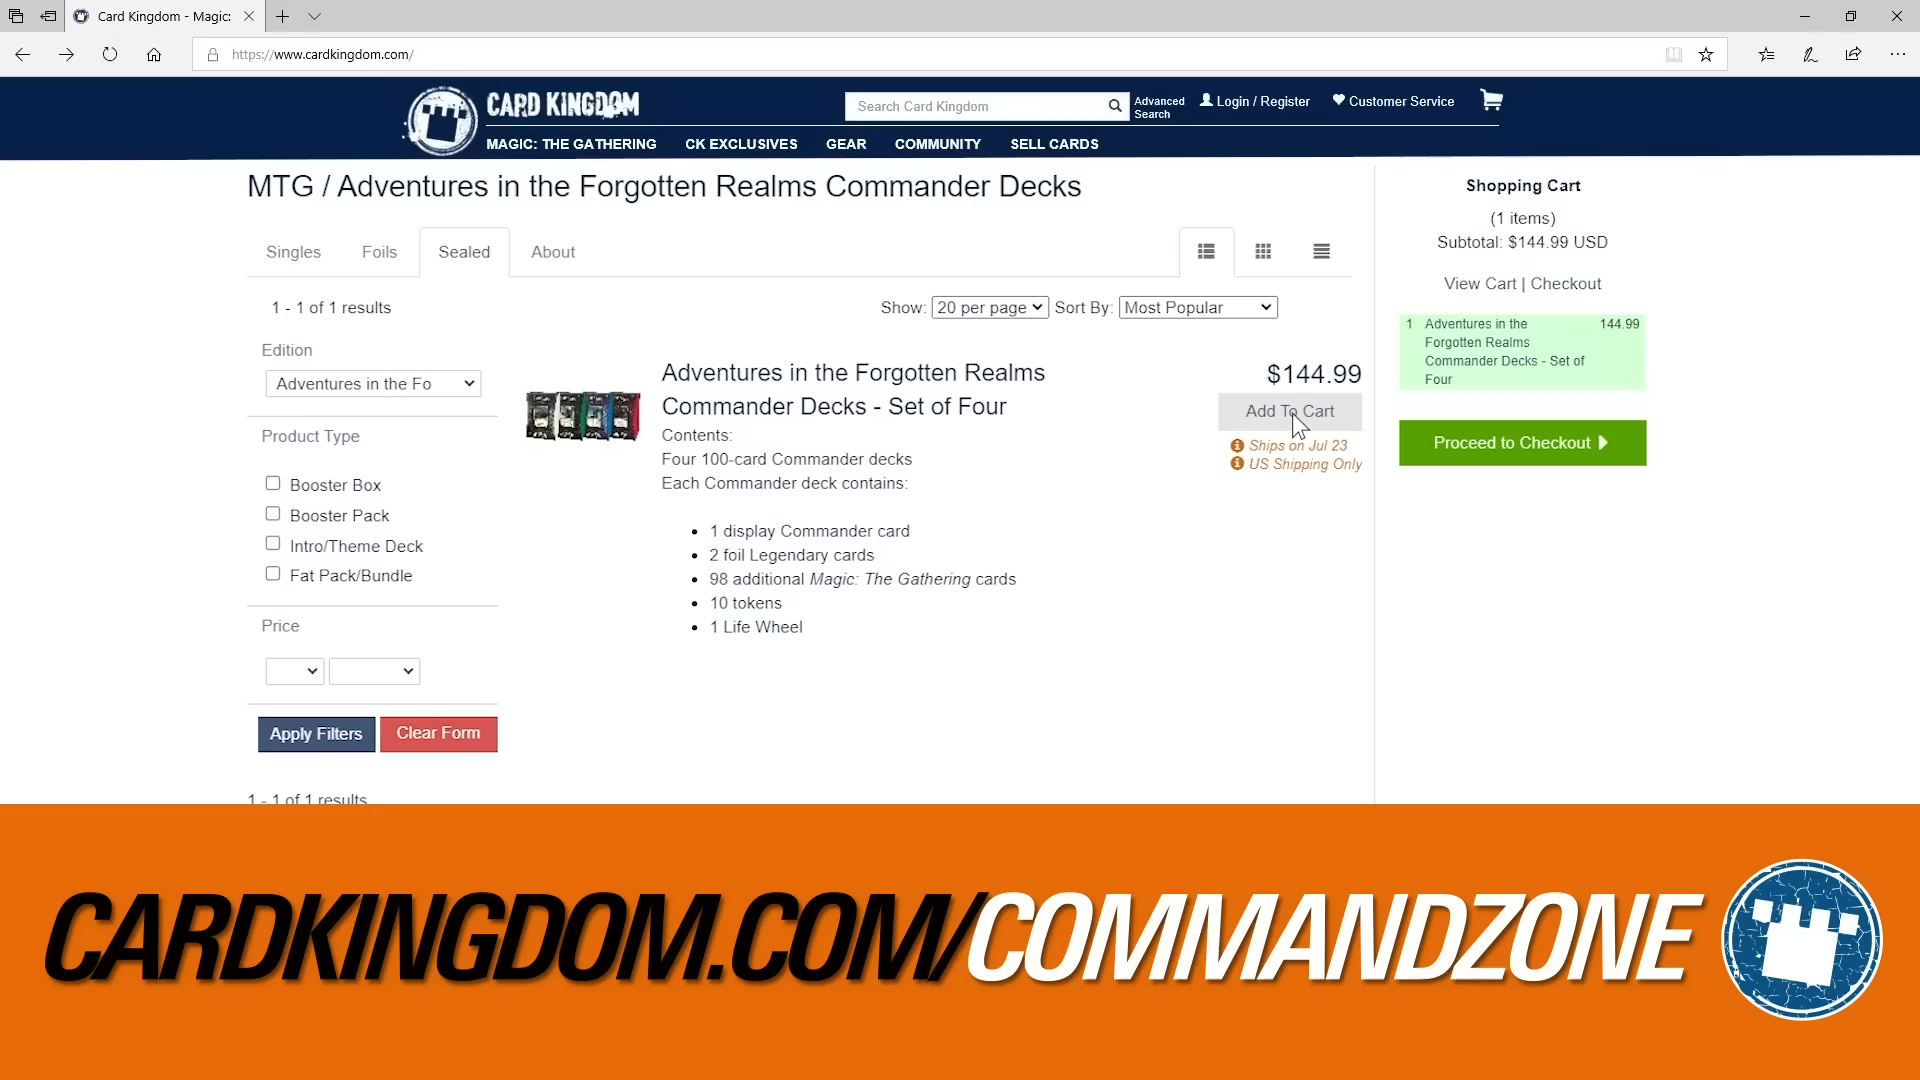 Card Kingdom - Magic:
https://www.cardkingdom.com/
CARD KINGDOM
Search Card Kingdom
Advanced
Search
Login / Register
Customer Service
MAGIC: THE GATHERING
CK EXCLUSIVES
GEAR
COMMUNITY
SELL CARDS
MTG / Adventures in the Forgotten Realms Commander Decks
Singles
Foils
Sealed
About
1 - 1 of 1 results
Show: 20 per page Sort By: Most Popular
Edition
Adventures in the Fo
Product Type
Booster Box
Booster Pack
Intro/Theme Deck
Fat Pack/Bundle
Price
Apply Filters
Clear Form
1 - 1 of 1 results
Adventures in the Forgotten Realms
Commander Decks - Set of Four
Contents:
Four 100-card Commander decks
Each Commander deck contains:
• 1 display Commander card
• 2 foil Legendary cards
• 98 additional Magic: The Gathering cards
• 10 tokens
• 1 Life Wheel
$144.99
Add To Cart
Ships on Jul 23
US Shipping Only
Shopping Cart
(1 items)
Subtotal: $144.99 USD
View Cart | Checkout
1 Adventures in the 144.99
Forgotten Realms
Commander Decks - Set of
Four
Proceed to Checkout
CARDKINGDOM.COM/COMMANDZONE